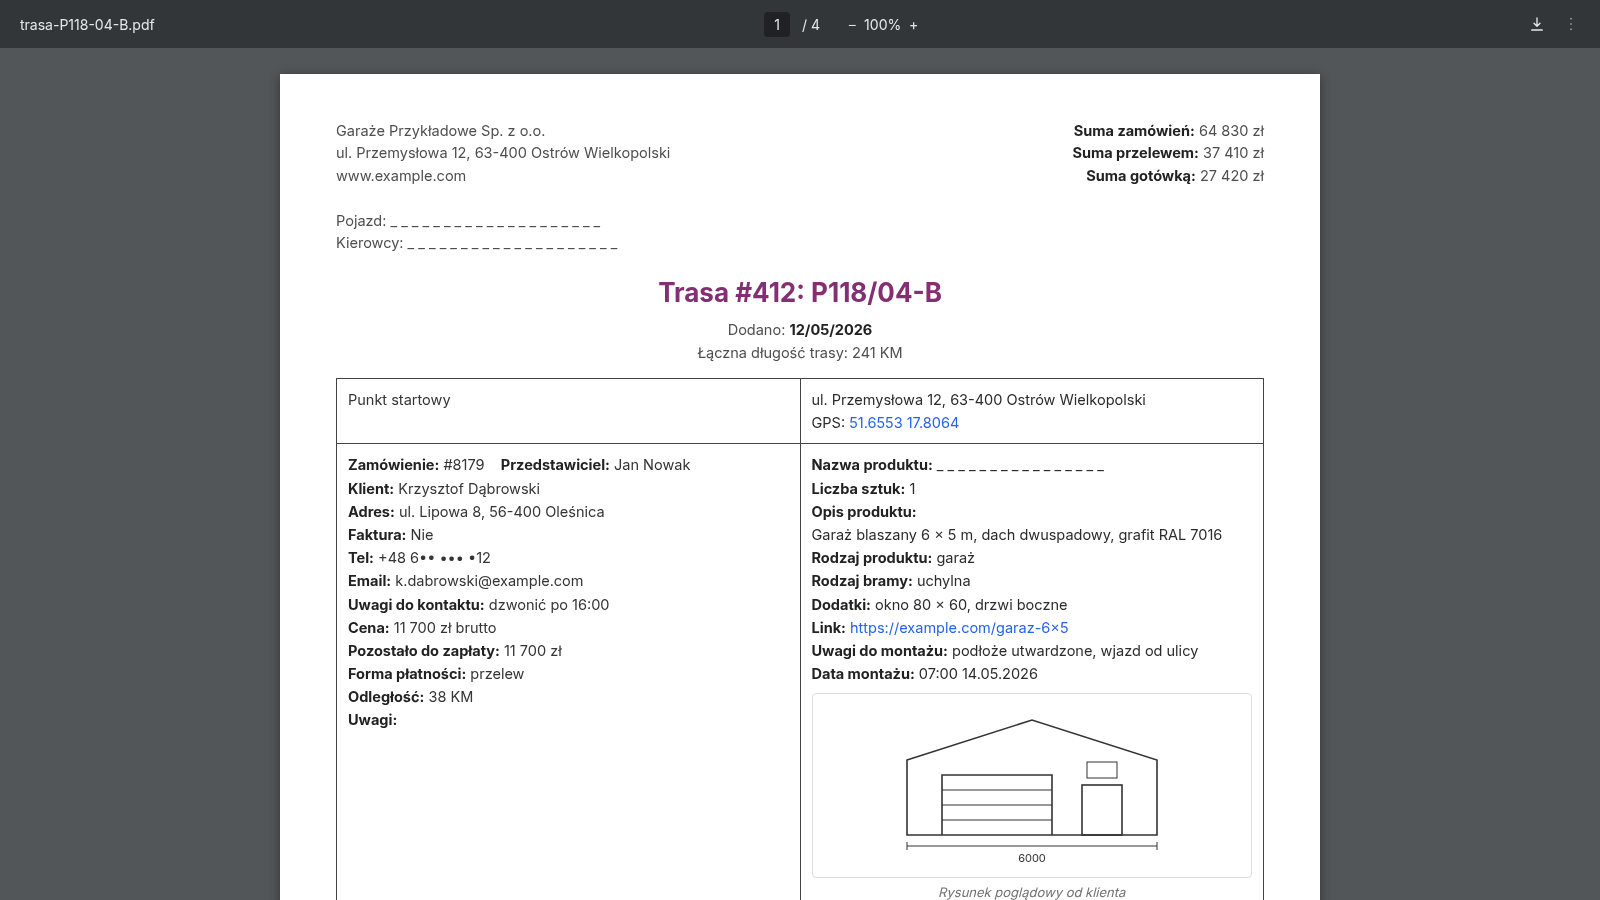 trasa-P118-04-B.pdf
1 / 4 − 100% +
Garaże Przykładowe Sp. z o.o.
ul. Przemysłowa 12, 63-400 Ostrów Wielkopolski
www.example.com
Suma zamówień: 64 830 zł
Suma przelewem: 37 410 zł
Suma gotówką: 27 420 zł
Pojazd: _ _ _ _ _ _ _ _ _ _ _ _ _ _ _ _ _ _ _ _
Kierowcy: _ _ _ _ _ _ _ _ _ _ _ _ _ _ _ _ _ _ _ _
Trasa #412: P118/04-B
Dodano: 12/05/2026
Łączna długość trasy: 241 KM
Punkt startowy
ul. Przemysłowa 12, 63-400 Ostrów Wielkopolski
GPS: 51.6553 17.8064
Zamówienie: #8179 Przedstawiciel: Jan Nowak
Klient: Krzysztof Dąbrowski
Adres: ul. Lipowa 8, 56-400 Oleśnica
Faktura: Nie
Tel: +48 6•• ••• •12
Email: k.dabrowski@example.com
Uwagi do kontaktu: dzwonić po 16:00
Cena: 11 700 zł brutto
Pozostało do zapłaty: 11 700 zł
Forma płatności: przelew
Odległość: 38 KM
Uwagi:
Nazwa produktu: _ _ _ _ _ _ _ _ _ _ _ _ _ _ _ _
Liczba sztuk: 1
Opis produktu:
Garaż blaszany 6 × 5 m, dach dwuspadowy, grafit RAL 7016
Rodzaj produktu: garaż
Rodzaj bramy: uchylna
Dodatki: okno 80 × 60, drzwi boczne
Link: https://example.com/garaz-6×5
Uwagi do montażu: podłoże utwardzone, wjazd od ulicy
Data montażu: 07:00 14.05.2026
6000
Rysunek poglądowy od klienta